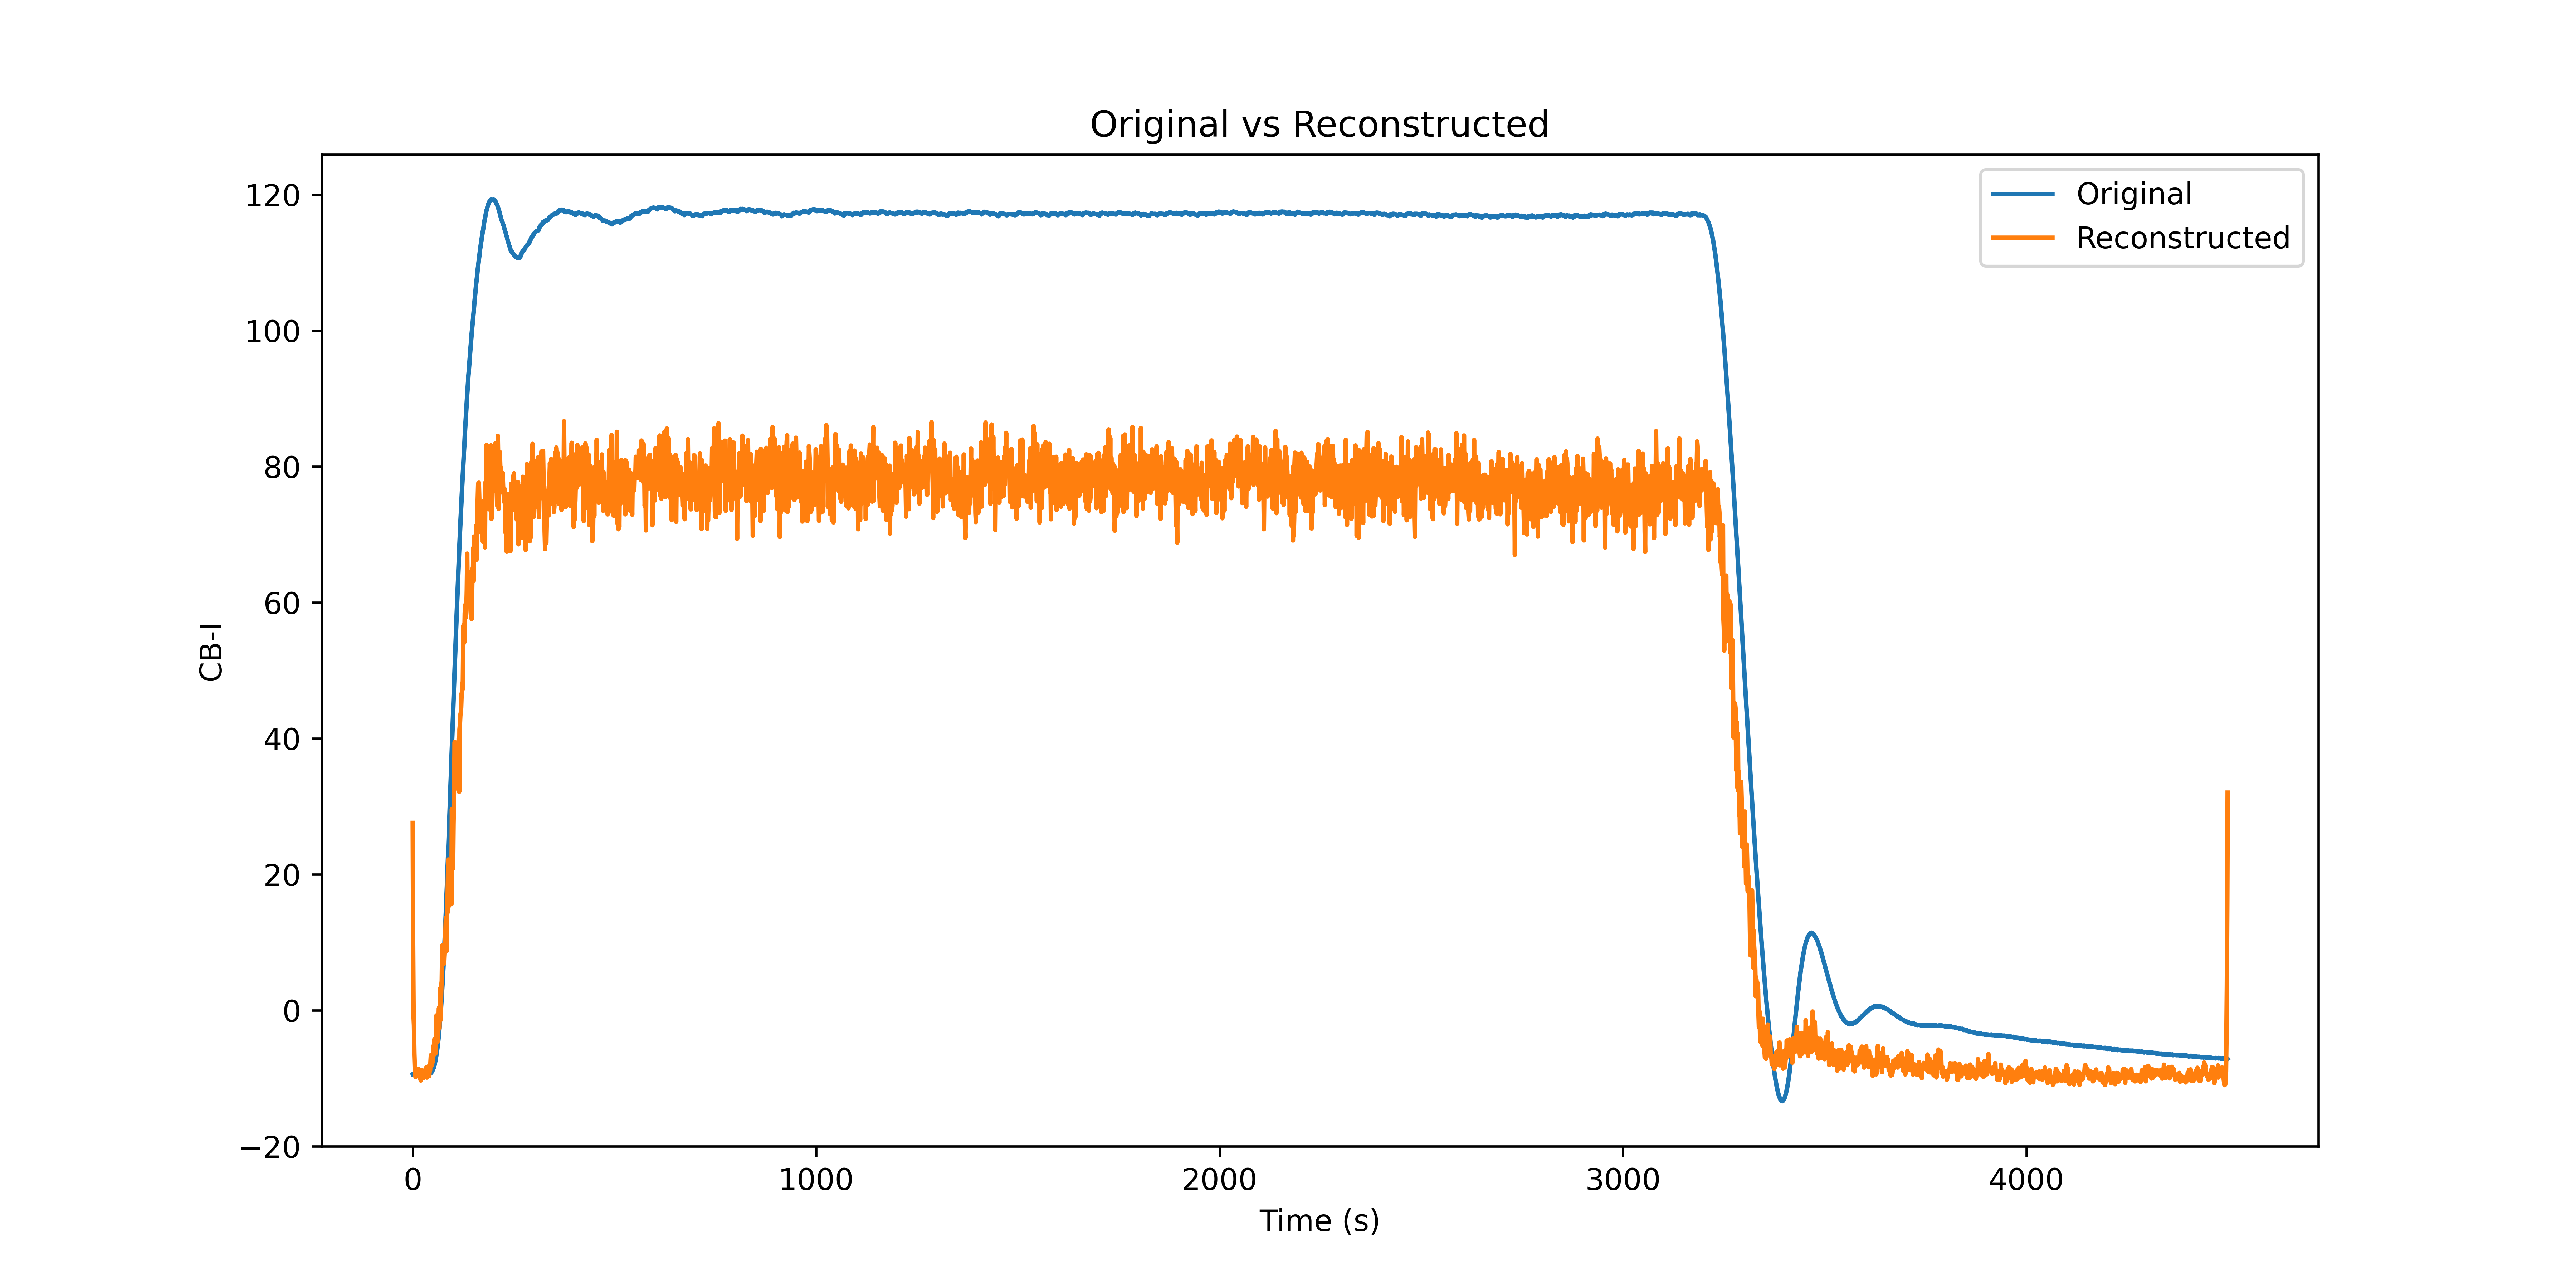 Original vs Reconstructed
Original
Reconstructed
120
100
80
60
40
20
0
−20
CB-I
0 1000 2000 3000 4000
Time (s)